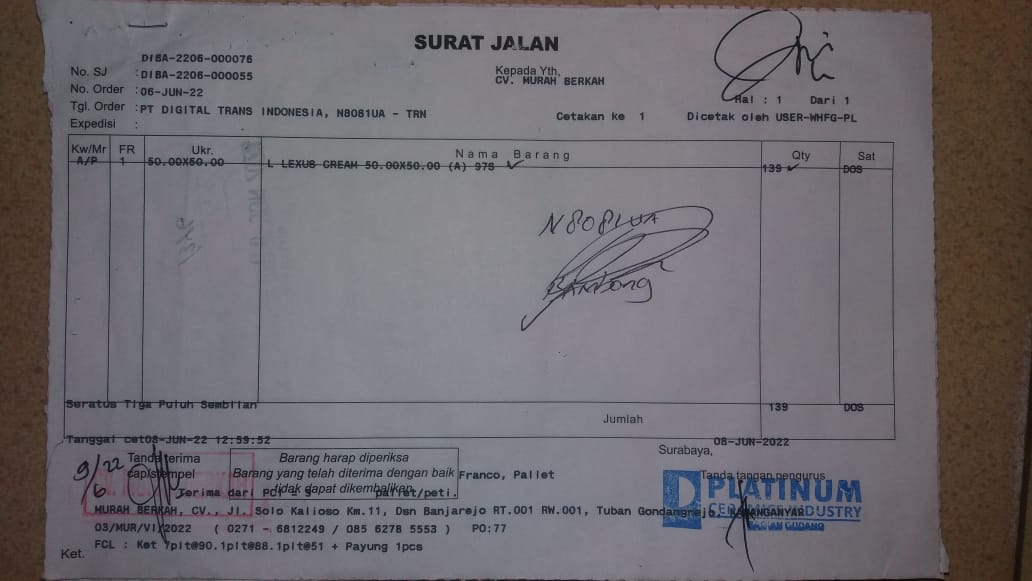 SURAT JALAN
DIBA-2206-000076
No. SJ : DIBA-2206-000055
No. Order : 06-JUN-22
Tgl. Order : PT DIGITAL TRANS INDONESIA, N8081UA - TRN
Expedisi :
Kepada Yth,
CV. MURAH BERKAH
Hal : 1 Dari 1
Cetakan ke 1 Dicetak oleh USER-WHFG-PL
Kw/Mr FR Ukr. Nama Barang Qty Sat
A/P 1 50.00X50.00 L LEXUS CREAM 50.00X50.00 (A) 97S 139 DOS
N8081UA
BAmbang
Seratus Tiga Puluh Sembilan 139 DOS
Jumlah
Tanggal cet08-JUN-22 12:59:52 08-JUN-2022
Surabaya,
Tanda terima
cap/stempel
9/22
6
Barang harap diperiksa
Barang yang telah diterima dengan baik
tidak dapat dikembalikan
Franco, Pallet
Tanda tangan pengurus
Terima dari PCI = 9 pallet/peti.
PLATINUM
CERAMICS INDUSTRY
BAGIAN GUDANG
MURAH BERKAH, CV., Jl. Solo Kalioso Km.11, Dsn Banjarejo RT.001 RW.001, Tuban Gondangrejo, KARANGANYAR
03/MUR/VI/2022 ( 0271 - 6812249 / 085 6278 5553 ) PO:77
FCL : Ket 7plt@90.1plt@88.1plt@51 + Payung 1pcs
Ket.